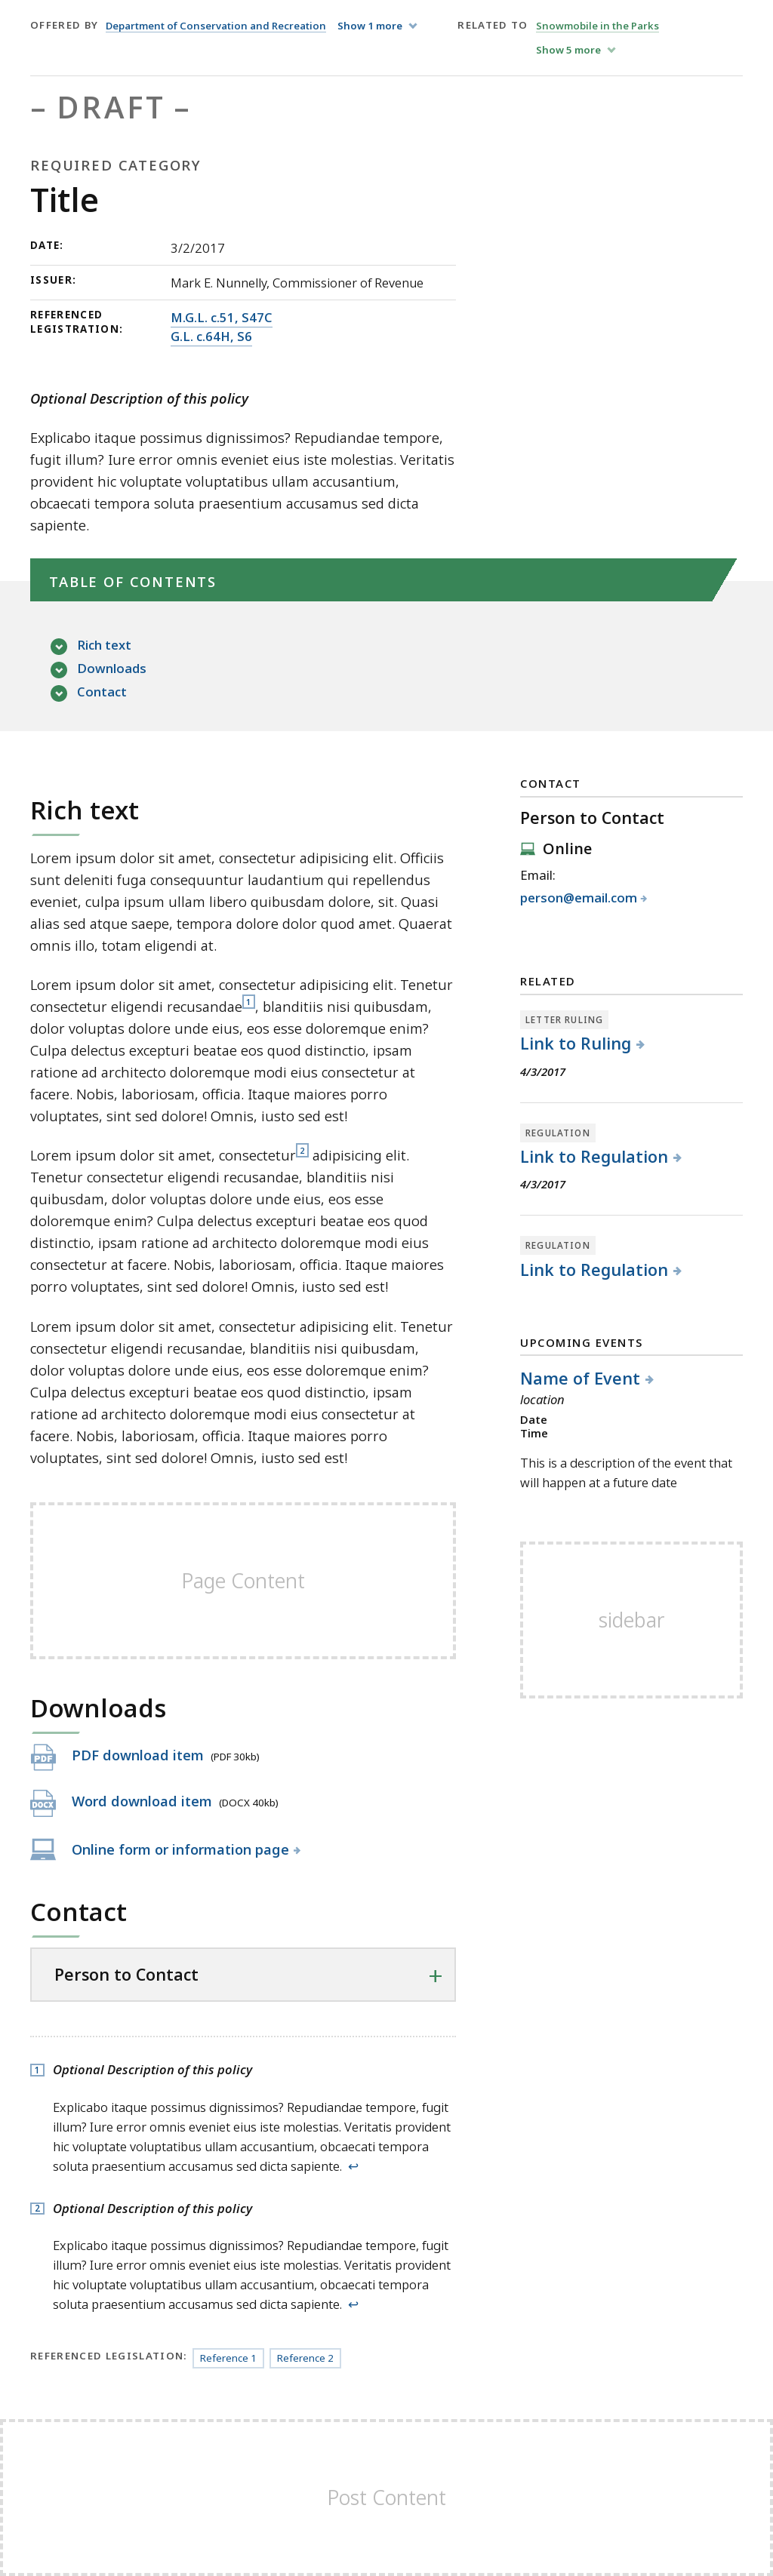 OFFERED BY Department of Conservation and Recreation Show 1 more
RELATED TO Snowmobile in the Parks
Show 5 more
– DRAFT –
REQUIRED CATEGORY
Title
DATE: 3/2/2017
ISSUER: Mark E. Nunnelly, Commissioner of Revenue
REFERENCED
LEGISTRATION:
M.G.L. c.51, S47C
G.L. c.64H, S6
Optional Description of this policy
Explicabo itaque possimus dignissimos? Repudiandae tempore,
fugit illum? Iure error omnis eveniet eius iste molestias. Veritatis
provident hic voluptate voluptatibus ullam accusantium,
obcaecati tempora soluta praesentium accusamus sed dicta
sapiente.
TABLE OF CONTENTS
Rich text
Downloads
Contact
Rich text
Lorem ipsum dolor sit amet, consectetur adipisicing elit. Officiis
sunt deleniti fuga consequuntur laudantium qui repellendus
eveniet, culpa ipsum ullam libero quibusdam dolore, sit. Quasi
alias sed atque saepe, tempora dolore dolor quod amet. Quaerat
omnis illo, totam eligendi at.
Lorem ipsum dolor sit amet, consectetur adipisicing elit. Tenetur
consectetur eligendi recusandae1, blanditiis nisi quibusdam,
dolor voluptas dolore unde eius, eos esse doloremque enim?
Culpa delectus excepturi beatae eos quod distinctio, ipsam
ratione ad architecto doloremque modi eius consectetur at
facere. Nobis, laboriosam, officia. Itaque maiores porro
voluptates, sint sed dolore! Omnis, iusto sed est!
Lorem ipsum dolor sit amet, consectetur2 adipisicing elit.
Tenetur consectetur eligendi recusandae, blanditiis nisi
quibusdam, dolor voluptas dolore unde eius, eos esse
doloremque enim? Culpa delectus excepturi beatae eos quod
distinctio, ipsam ratione ad architecto doloremque modi eius
consectetur at facere. Nobis, laboriosam, officia. Itaque maiores
porro voluptates, sint sed dolore! Omnis, iusto sed est!
Lorem ipsum dolor sit amet, consectetur adipisicing elit. Tenetur
consectetur eligendi recusandae, blanditiis nisi quibusdam,
dolor voluptas dolore unde eius, eos esse doloremque enim?
Culpa delectus excepturi beatae eos quod distinctio, ipsam
ratione ad architecto doloremque modi eius consectetur at
facere. Nobis, laboriosam, officia. Itaque maiores porro
voluptates, sint sed dolore! Omnis, iusto sed est!
Page Content
Downloads
PDF PDF download item (PDF 30kb)
DOCX Word download item (DOCX 40kb)
Online form or information page
Contact
Person to Contact
1 Optional Description of this policy
Explicabo itaque possimus dignissimos? Repudiandae tempore, fugit
illum? Iure error omnis eveniet eius iste molestias. Veritatis provident
hic voluptate voluptatibus ullam accusantium, obcaecati tempora
soluta praesentium accusamus sed dicta sapiente. ↩
2 Optional Description of this policy
Explicabo itaque possimus dignissimos? Repudiandae tempore, fugit
illum? Iure error omnis eveniet eius iste molestias. Veritatis provident
hic voluptate voluptatibus ullam accusantium, obcaecati tempora
soluta praesentium accusamus sed dicta sapiente. ↩
REFERENCED LEGISLATION: Reference 1 Reference 2
CONTACT
Person to Contact
Online
Email:
person@email.com
RELATED
LETTER RULING
Link to Ruling
4/3/2017
REGULATION
Link to Regulation
4/3/2017
REGULATION
Link to Regulation
UPCOMING EVENTS
Name of Event
location
Date
Time
This is a description of the event that
will happen at a future date
sidebar
Post Content